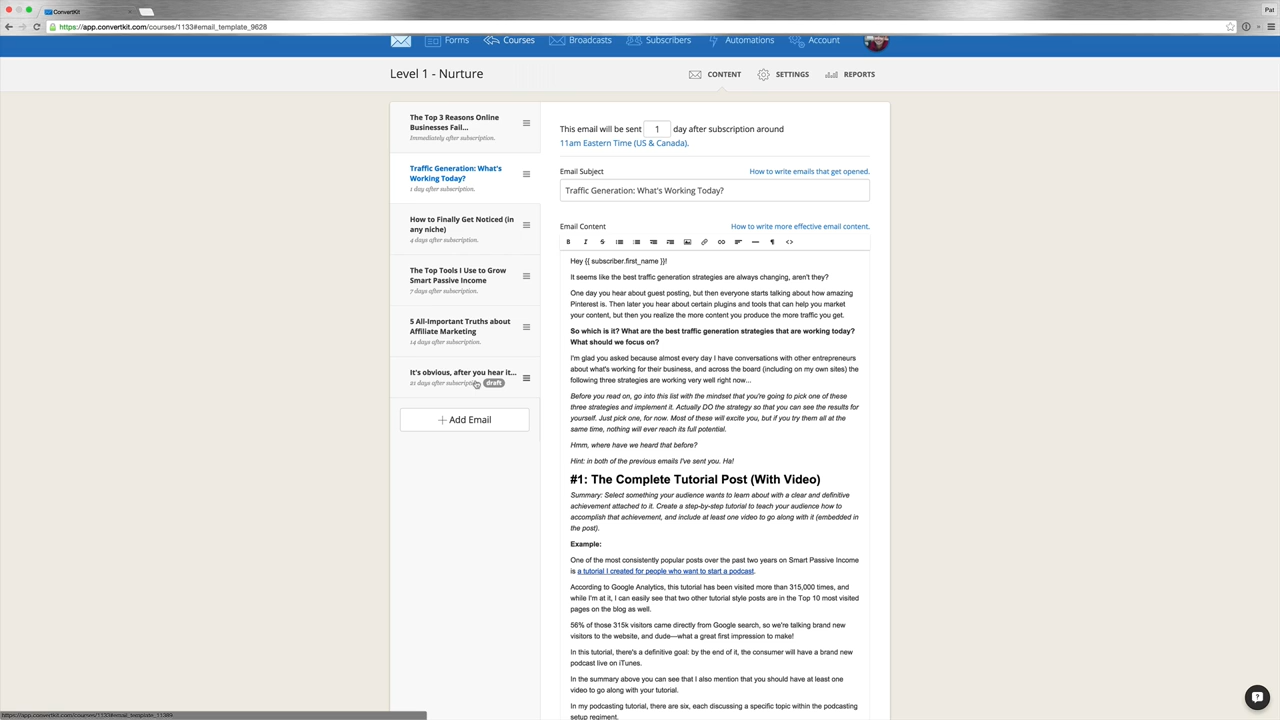 ConvertKit
Pat
https://app.convertkit.com/courses/1133#email_template_9628
Forms
Courses
Broadcasts
Subscribers
Automations
Account
Level 1 - Nurture
CONTENT
SETTINGS
REPORTS
The Top 3 Reasons Online
Businesses Fail...
Immediately after subscription.
Traffic Generation: What's
Working Today?
1 day after subscription.
How to Finally Get Noticed (in
any niche)
4 days after subscription.
The Top Tools I Use to Grow
Smart Passive Income
7 days after subscription.
5 All-Important Truths about
Affiliate Marketing
14 days after subscription.
It's obvious, after you hear it...
21 days after subscription. draft
+ Add Email
This email will be sent 1 day after subscription around
11am Eastern Time (US & Canada).
Email Subject
How to write emails that get opened.
Traffic Generation: What's Working Today?
Email Content
How to write more effective email content.
Hey {{ subscriber.first_name }}!
It seems like the best traffic generation strategies are always changing, aren't they?
One day you hear about guest posting, but then everyone starts talking about how amazing
Pinterest is. Then later you hear about certain plugins and tools that can help you market
your content, but then you realize the more content you produce the more traffic you get.
So which is it? What are the best traffic generation strategies that are working today?
What should we focus on?
I'm glad you asked because almost every day I have conversations with other entrepreneurs
about what's working for their business, and across the board (including on my own sites) the
following three strategies are working very well right now...
Before you read on, go into this list with the mindset that you're going to pick one of these
three strategies and implement it. Actually DO the strategy so that you can see the results for
yourself. Just pick one, for now. Most of these will excite you, but if you try them all at the
same time, nothing will ever reach its full potential.
Hmm, where have we heard that before?
Hint: in both of the previous emails I've sent you. Ha!
#1: The Complete Tutorial Post (With Video)
Summary: Select something your audience wants to learn about with a clear and definitive
achievement attached to it. Create a step-by-step tutorial to teach your audience how to
accomplish that achievement, and include at least one video to go along with it (embedded in
the post).
Example:
One of the most consistently popular posts over the past two years on Smart Passive Income
is a tutorial I created for people who want to start a podcast.
According to Google Analytics, this tutorial has been visited more than 315,000 times, and
while I'm at it, I can easily see that two other tutorial style posts are in the Top 10 most visited
pages on the blog as well.
56% of those 315k visitors came directly from Google search, so we're talking brand new
visitors to the website, and dude—what a great first impression to make!
In this tutorial, there's a definitive goal: by the end of it, the consumer will have a brand new
podcast live on iTunes.
In the summary above you can see that I also mention that you should have at least one
video to go along with your tutorial.
In my podcasting tutorial, there are six, each discussing a specific topic within the podcasting
setup regiment.
https://app.convertkit.com/courses/1133#email_template_11389